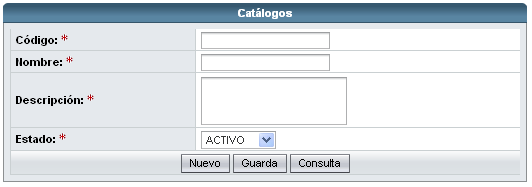 Catálogos
Código: *
Nombre: *
Descripción: *
Estado: * ACTIVO
Nuevo Guarda Consulta